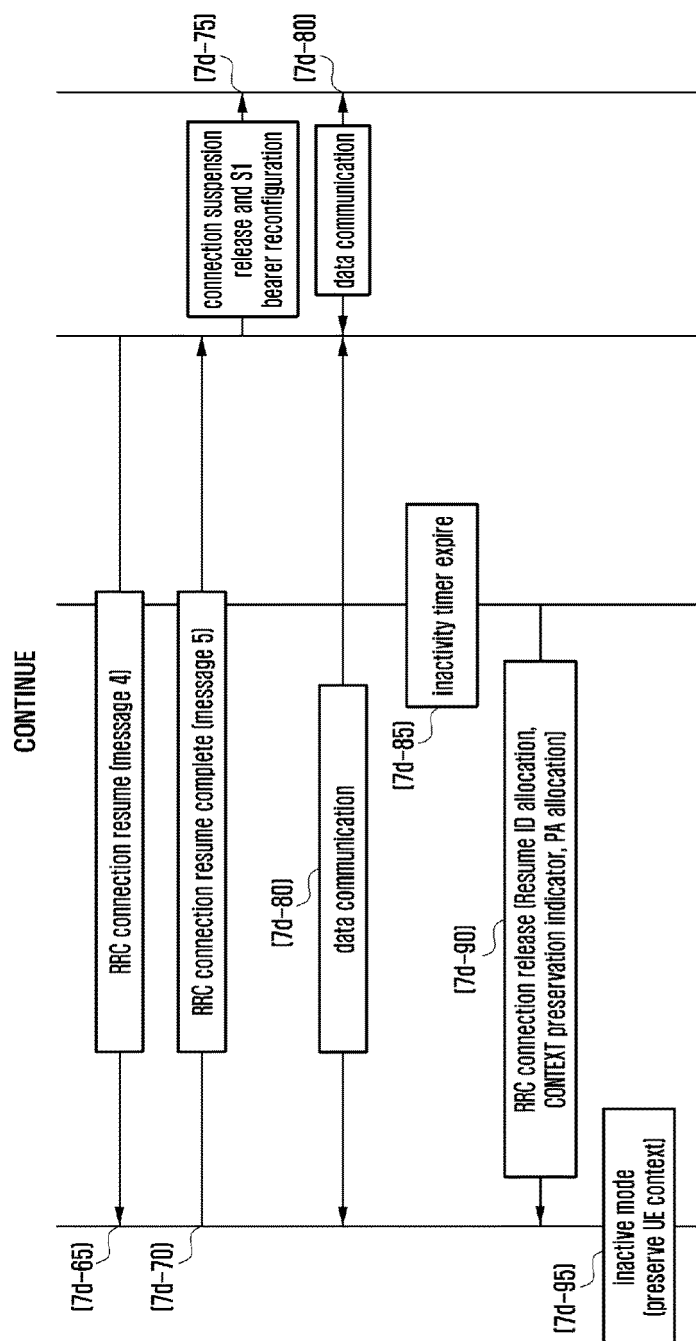 CONTINUE
[7d-65]
RRC connection resume (message 4)
[7d-70]
RRC connection resume complete (message 5)
connection suspension
release and S1
bearer reconfiguration
[7d-75]
[7d-80]
data communication
data communication
[7d-80]
[7d-85]
inactivity timer expire
[7d-90]
RRC connection release (Resume ID allocation,
CONTEXT preservation indicator, PA allocation)
[7d-95]
inactive mode
(preserve UE context)